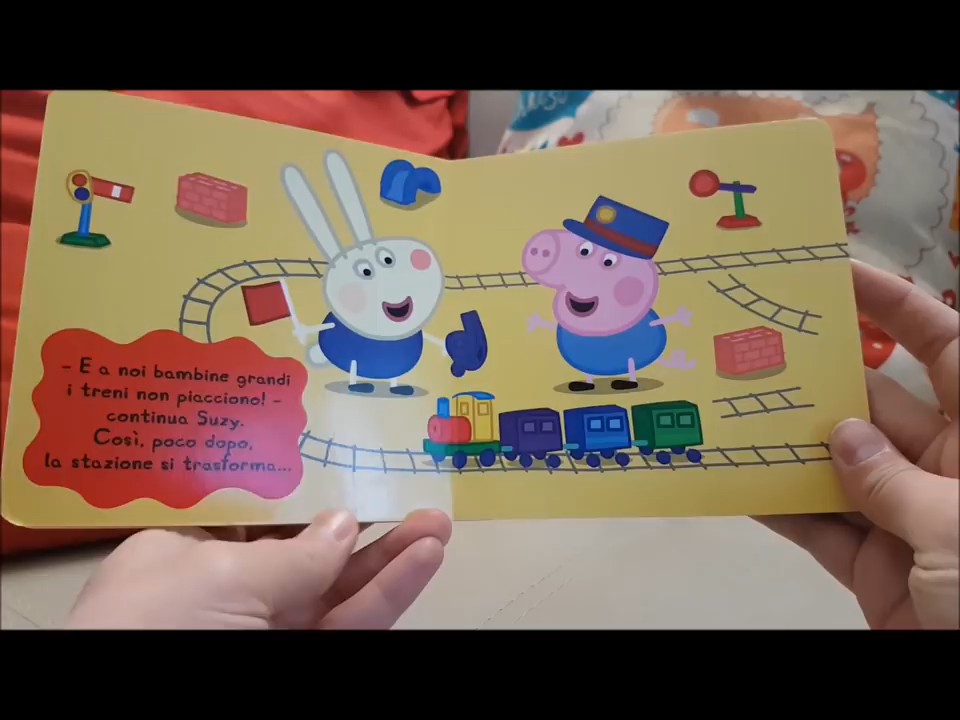 - E a noi bambine grandi
i treni non piacciono! -
continua Suzy.
Così, poco dopo,
la stazione si trasforma...